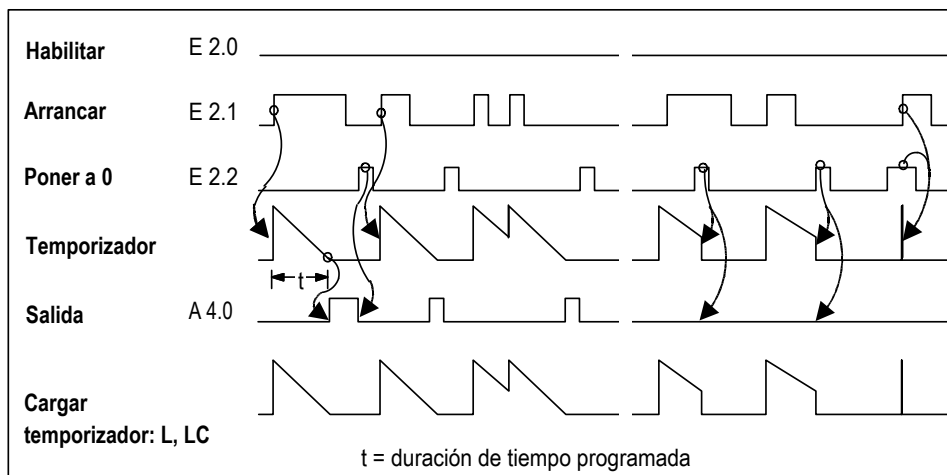 Habilitar E 2.0
Arrancar E 2.1
Poner a 0 E 2.2
Temporizador
t
Salida A 4.0
Cargar
temporizador: L, LC
t = duración de tiempo programada